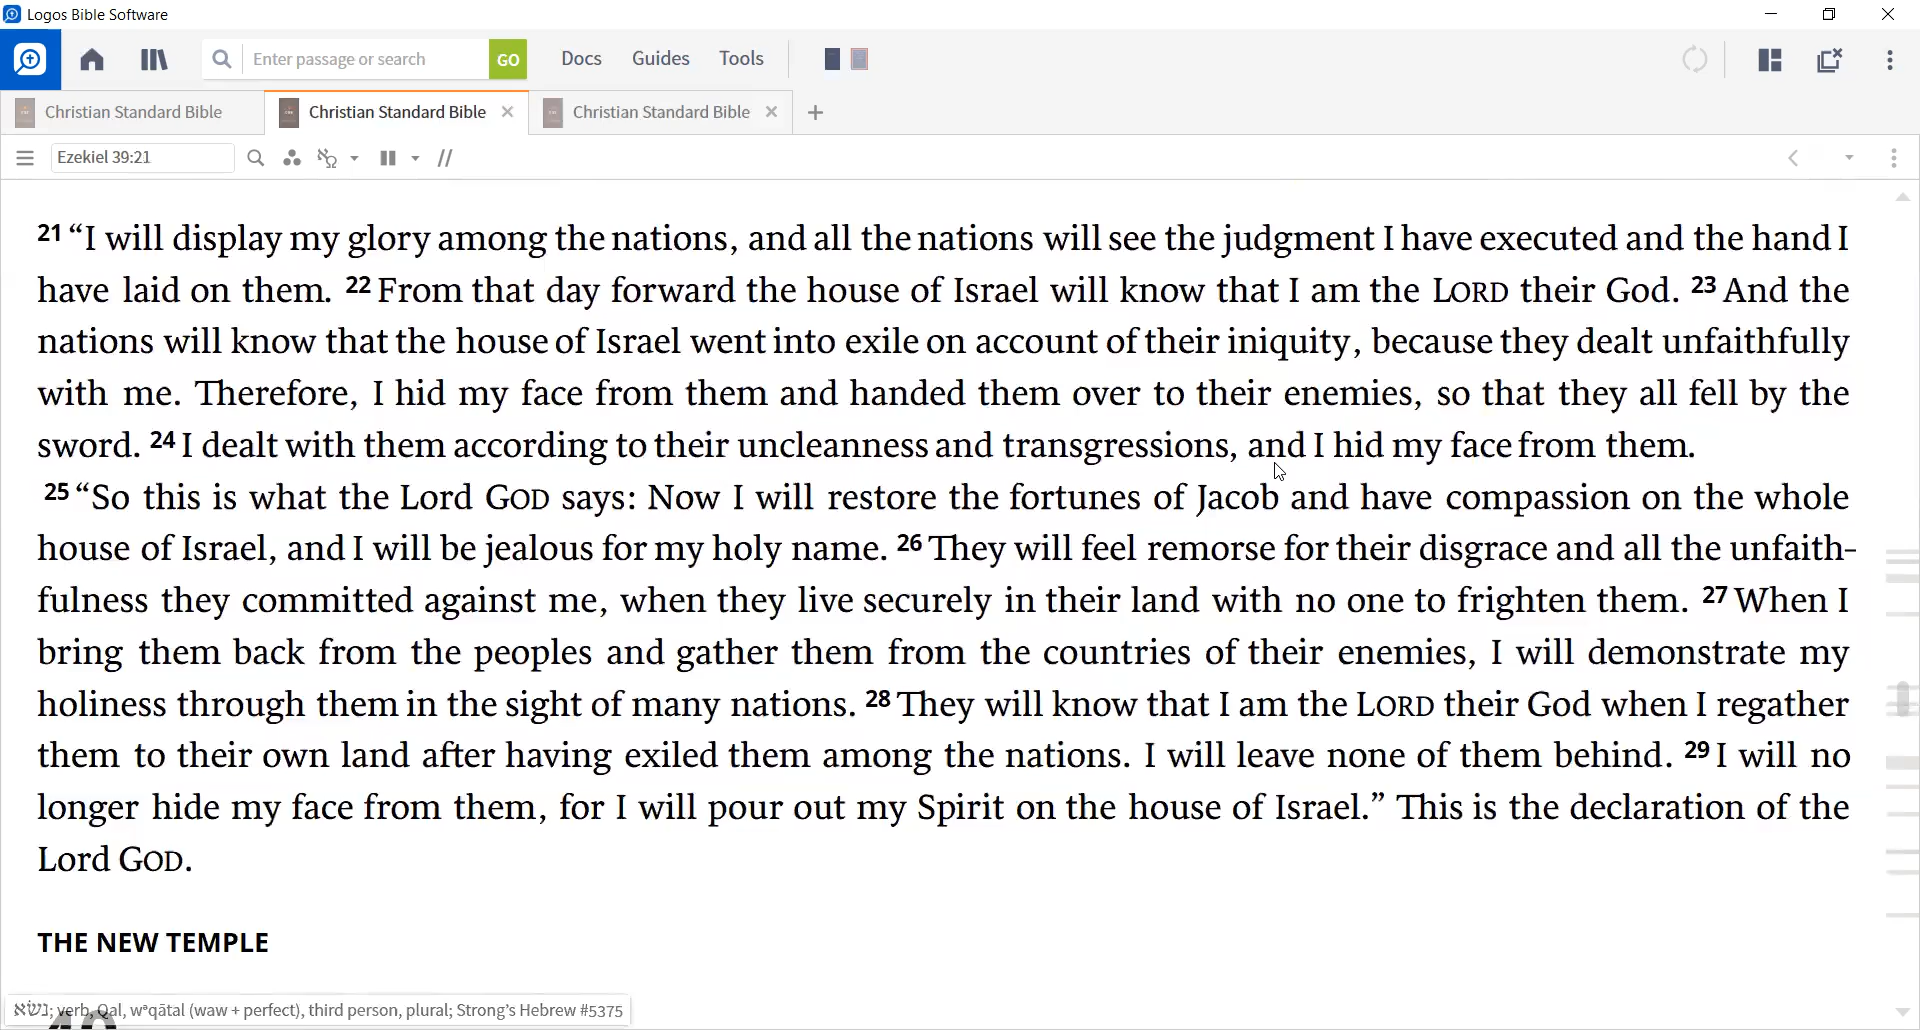 Logos Bible Software
Enter passage or search
GO
Docs
Guides
Tools
Christian Standard Bible
Christian Standard Bible
Christian Standard Bible
Ezekiel 39:21
21 “I will display my glory among the nations, and all the nations will see the judgment I have executed and the hand I
have laid on them. 22 From that day forward the house of Israel will know that I am the LORD their God. 23 And the
nations will know that the house of Israel went into exile on account of their iniquity, because they dealt unfaithfully
with me. Therefore, I hid my face from them and handed them over to their enemies, so that they all fell by the
sword. 24 I dealt with them according to their uncleanness and transgressions, and I hid my face from them.
25 “So this is what the Lord GOD says: Now I will restore the fortunes of Jacob and have compassion on the whole
house of Israel, and I will be jealous for my holy name. 26 They will feel remorse for their disgrace and all the unfaith-
fulness they committed against me, when they live securely in their land with no one to frighten them. 27 When I
bring them back from the peoples and gather them from the countries of their enemies, I will demonstrate my
holiness through them in the sight of many nations. 28 They will know that I am the LORD their God when I regather
them to their own land after having exiled them among the nations. I will leave none of them behind. 29 I will no
longer hide my face from them, for I will pour out my Spirit on the house of Israel.” This is the declaration of the
Lord GOD.
THE NEW TEMPLE
נשׂא; verb, Qal, wᵉqātal (waw + perfect), third person, plural; Strong’s Hebrew #5375